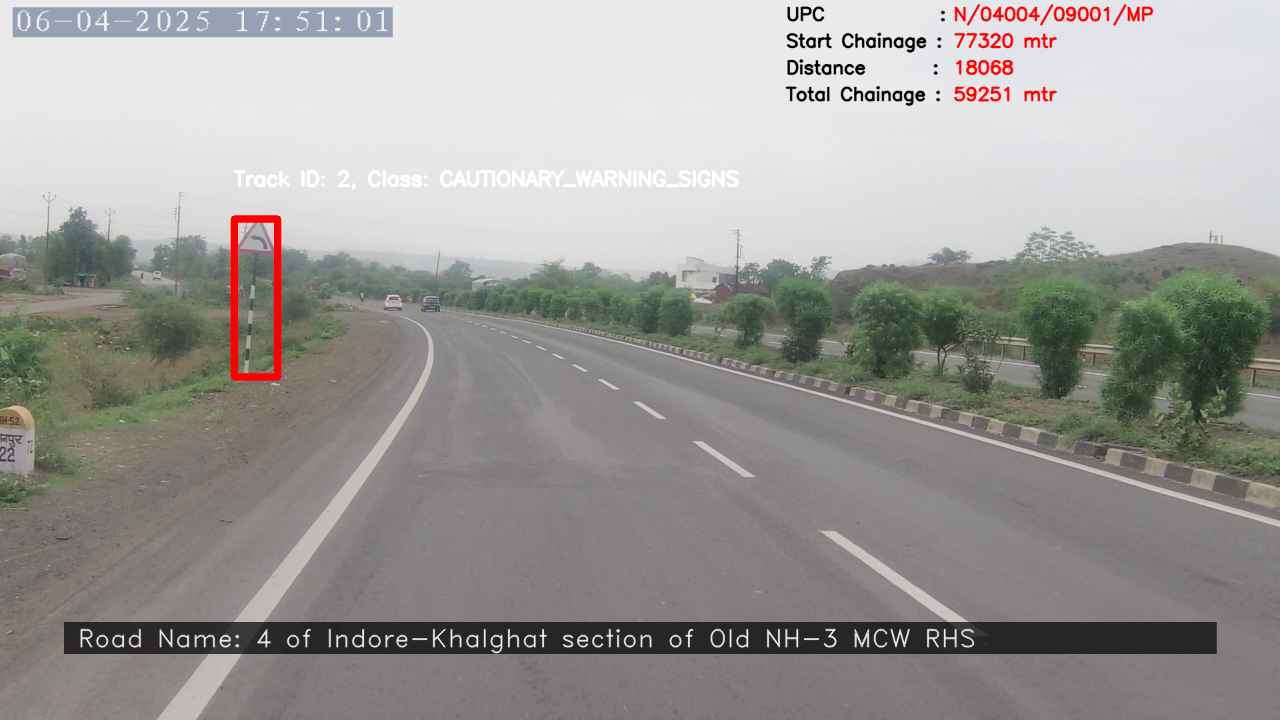 06-04-2025 17:51:01
UPC : N/04004/09001/MP
Start Chainage : 77320 mtr
Distance : 18068
Total Chainage : 59251 mtr
Track ID: 2, Class: CAUTIONARY_WARNING_SIGNS
22
Road Name: 4 of Indore-Khalghat section of Old NH-3 MCW RHS